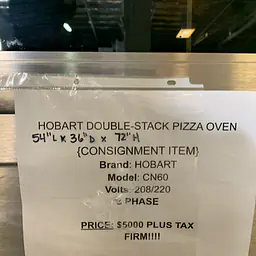 HOBART DOUBLE-STACK PIZZA OVEN
54"L x 36"D x 72"H
{CONSIGNMENT ITEM}
Brand: HOBART
Model: CN60
Volts: 208/220
3 PHASE
PRICE: $5000 PLUS TAX
FIRM!!!!